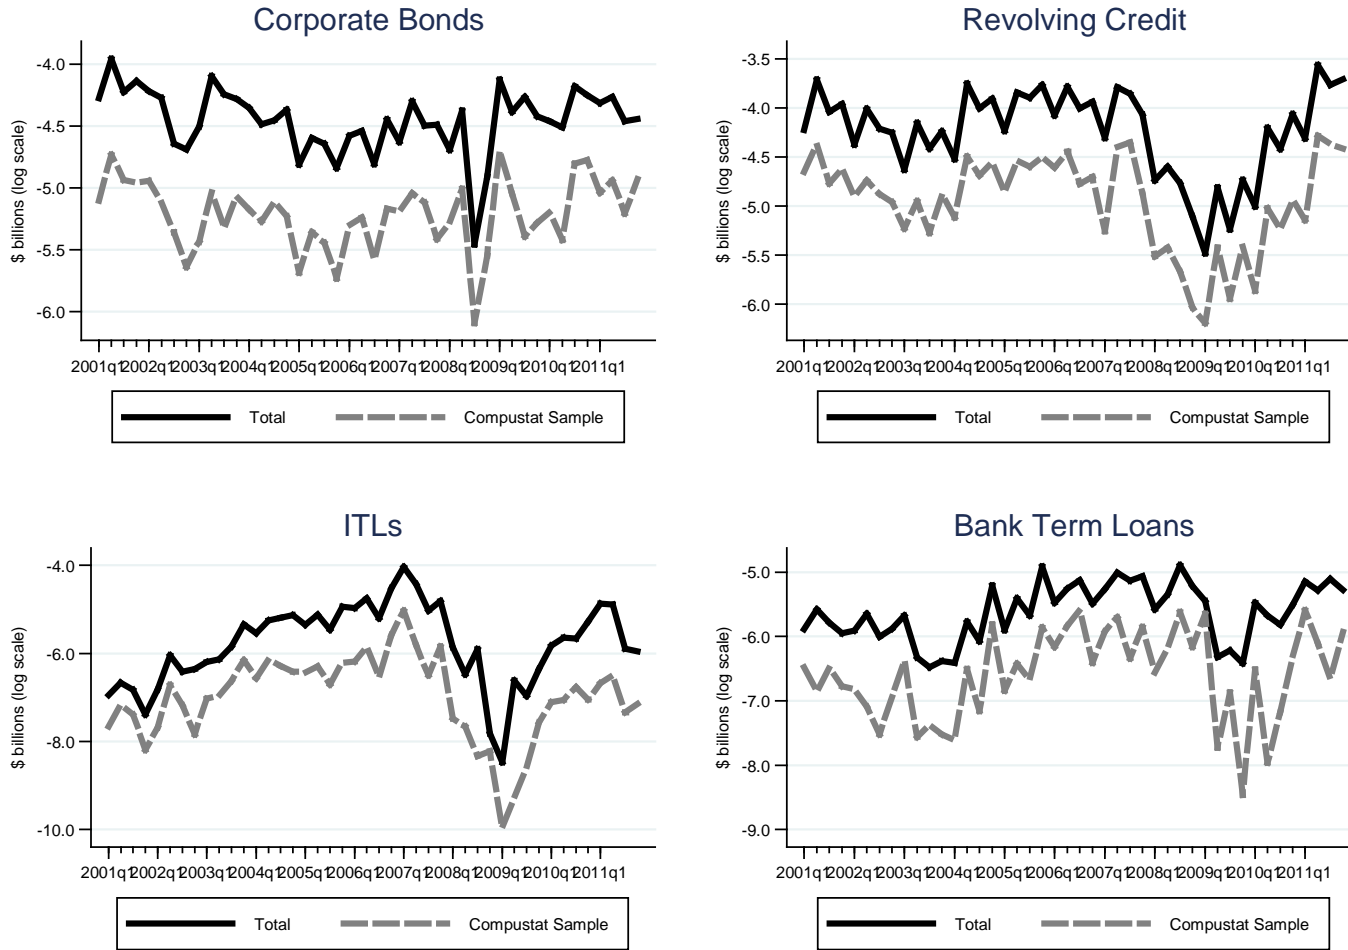 Corporate Bonds
$ billions (log scale)
-4.0
-4.5
-5.0
-5.5
-6.0
2001q1 2002q1 2003q1 2004q1 2005q1 2006q1 2007q1 2008q1 2009q1 2010q1 2011q1
Total Compustat Sample
Revolving Credit
$ billions (log scale)
-3.5
-4.0
-4.5
-5.0
-5.5
-6.0
2001q1 2002q1 2003q1 2004q1 2005q1 2006q1 2007q1 2008q1 2009q1 2010q1 2011q1
Total Compustat Sample
ITLs
$ billions (log scale)
-4.0
-6.0
-8.0
-10.0
2001q1 2002q1 2003q1 2004q1 2005q1 2006q1 2007q1 2008q1 2009q1 2010q1 2011q1
Total Compustat Sample
Bank Term Loans
$ billions (log scale)
-5.0
-6.0
-7.0
-8.0
-9.0
2001q1 2002q1 2003q1 2004q1 2005q1 2006q1 2007q1 2008q1 2009q1 2010q1 2011q1
Total Compustat Sample